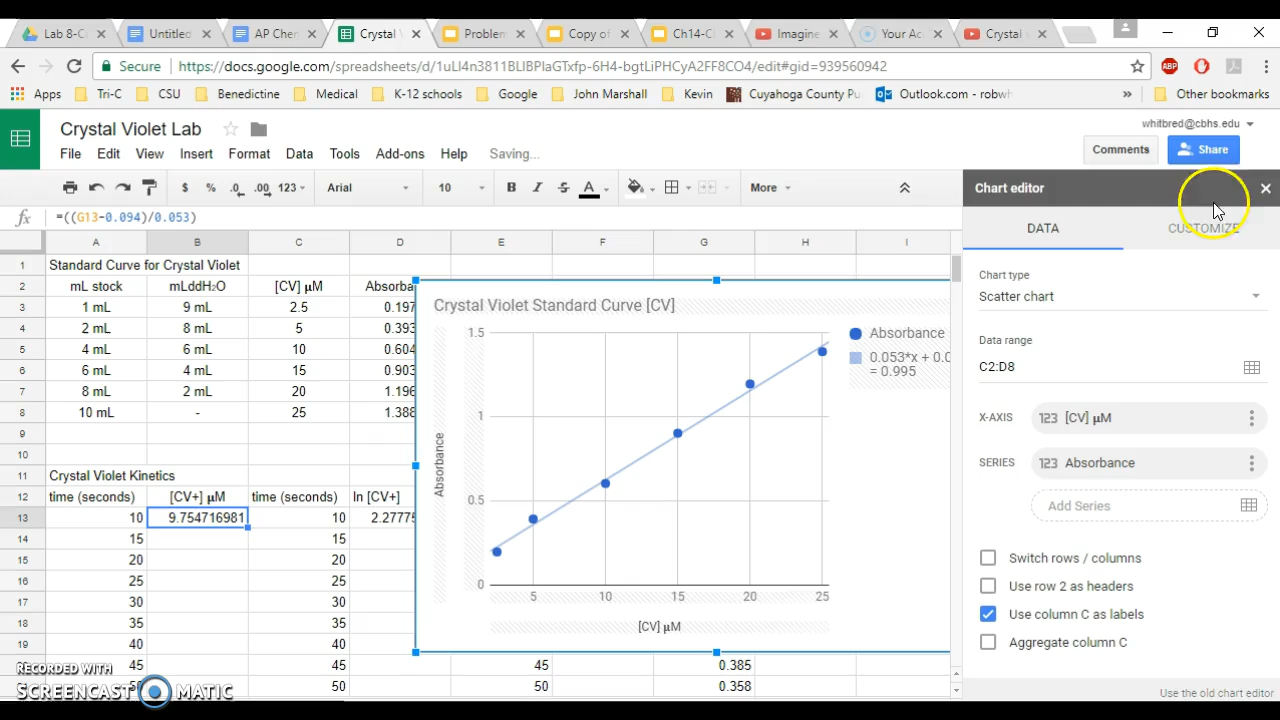 Lab 8-C
Untitled
AP Chem
Crystal
Problem
Copy of
Ch14-Cl
Imagine
Your Ac
Crystal
Secure
https://docs.google.com/spreadsheets/d/1uLl4n3811BLIBPlaGTxfp-6H4-bgtLiPHCyA2FF8CO4/edit#gid=939560942
ABP
Apps
Tri-C
CSU
Benedictine
Medical
K-12 schools
Google
John Marshall
Kevin
Cuyahoga County Pu
Outlook.com - robwh
»
Other bookmarks
Crystal Violet Lab
whitbred@cbhs.edu
File Edit View Insert Format Data Tools Add-ons Help Saving...
Comments
Share
$ % .0 .00 123 Arial 10 B I S A More
Chart editor
fx =((G13-0.094)/0.053)
DATA
CUSTOMIZE
A B C D E F G H I
1 Standard Curve for Crystal Violet
2 mL stock mLddH2O [CV] µM Absorba
3 1 mL 9 mL 2.5 0.197
4 2 mL 8 mL 5 0.393
5 4 mL 6 mL 10 0.604
6 6 mL 4 mL 15 0.903
7 8 mL 2 mL 20 1.196
8 10 mL - 25 1.388
9
10
11 Crystal Violet Kinetics
12 time (seconds) [CV+] µM time (seconds) ln [CV+]
13 10 9.754716981 10 2.27775
14 15 15
15 20 20
16 25 25
17 30 30
18 35 35
19 40 40
45 45 45 0.385
50 50 50 0.358
Crystal Violet Standard Curve [CV]
1.5
1
0.5
0
Absorbance
5 10 15 20 25
[CV] µM
Absorbance
0.053*x + 0.0
= 0.995
Chart type
Scatter chart
Data range
C2:D8
X-AXIS 123 [CV] µM
SERIES 123 Absorbance
Add Series
Switch rows / columns
Use row 2 as headers
Use column C as labels
Aggregate column C
Use the old chart editor
RECORDED WITH
SCREENCAST MATIC